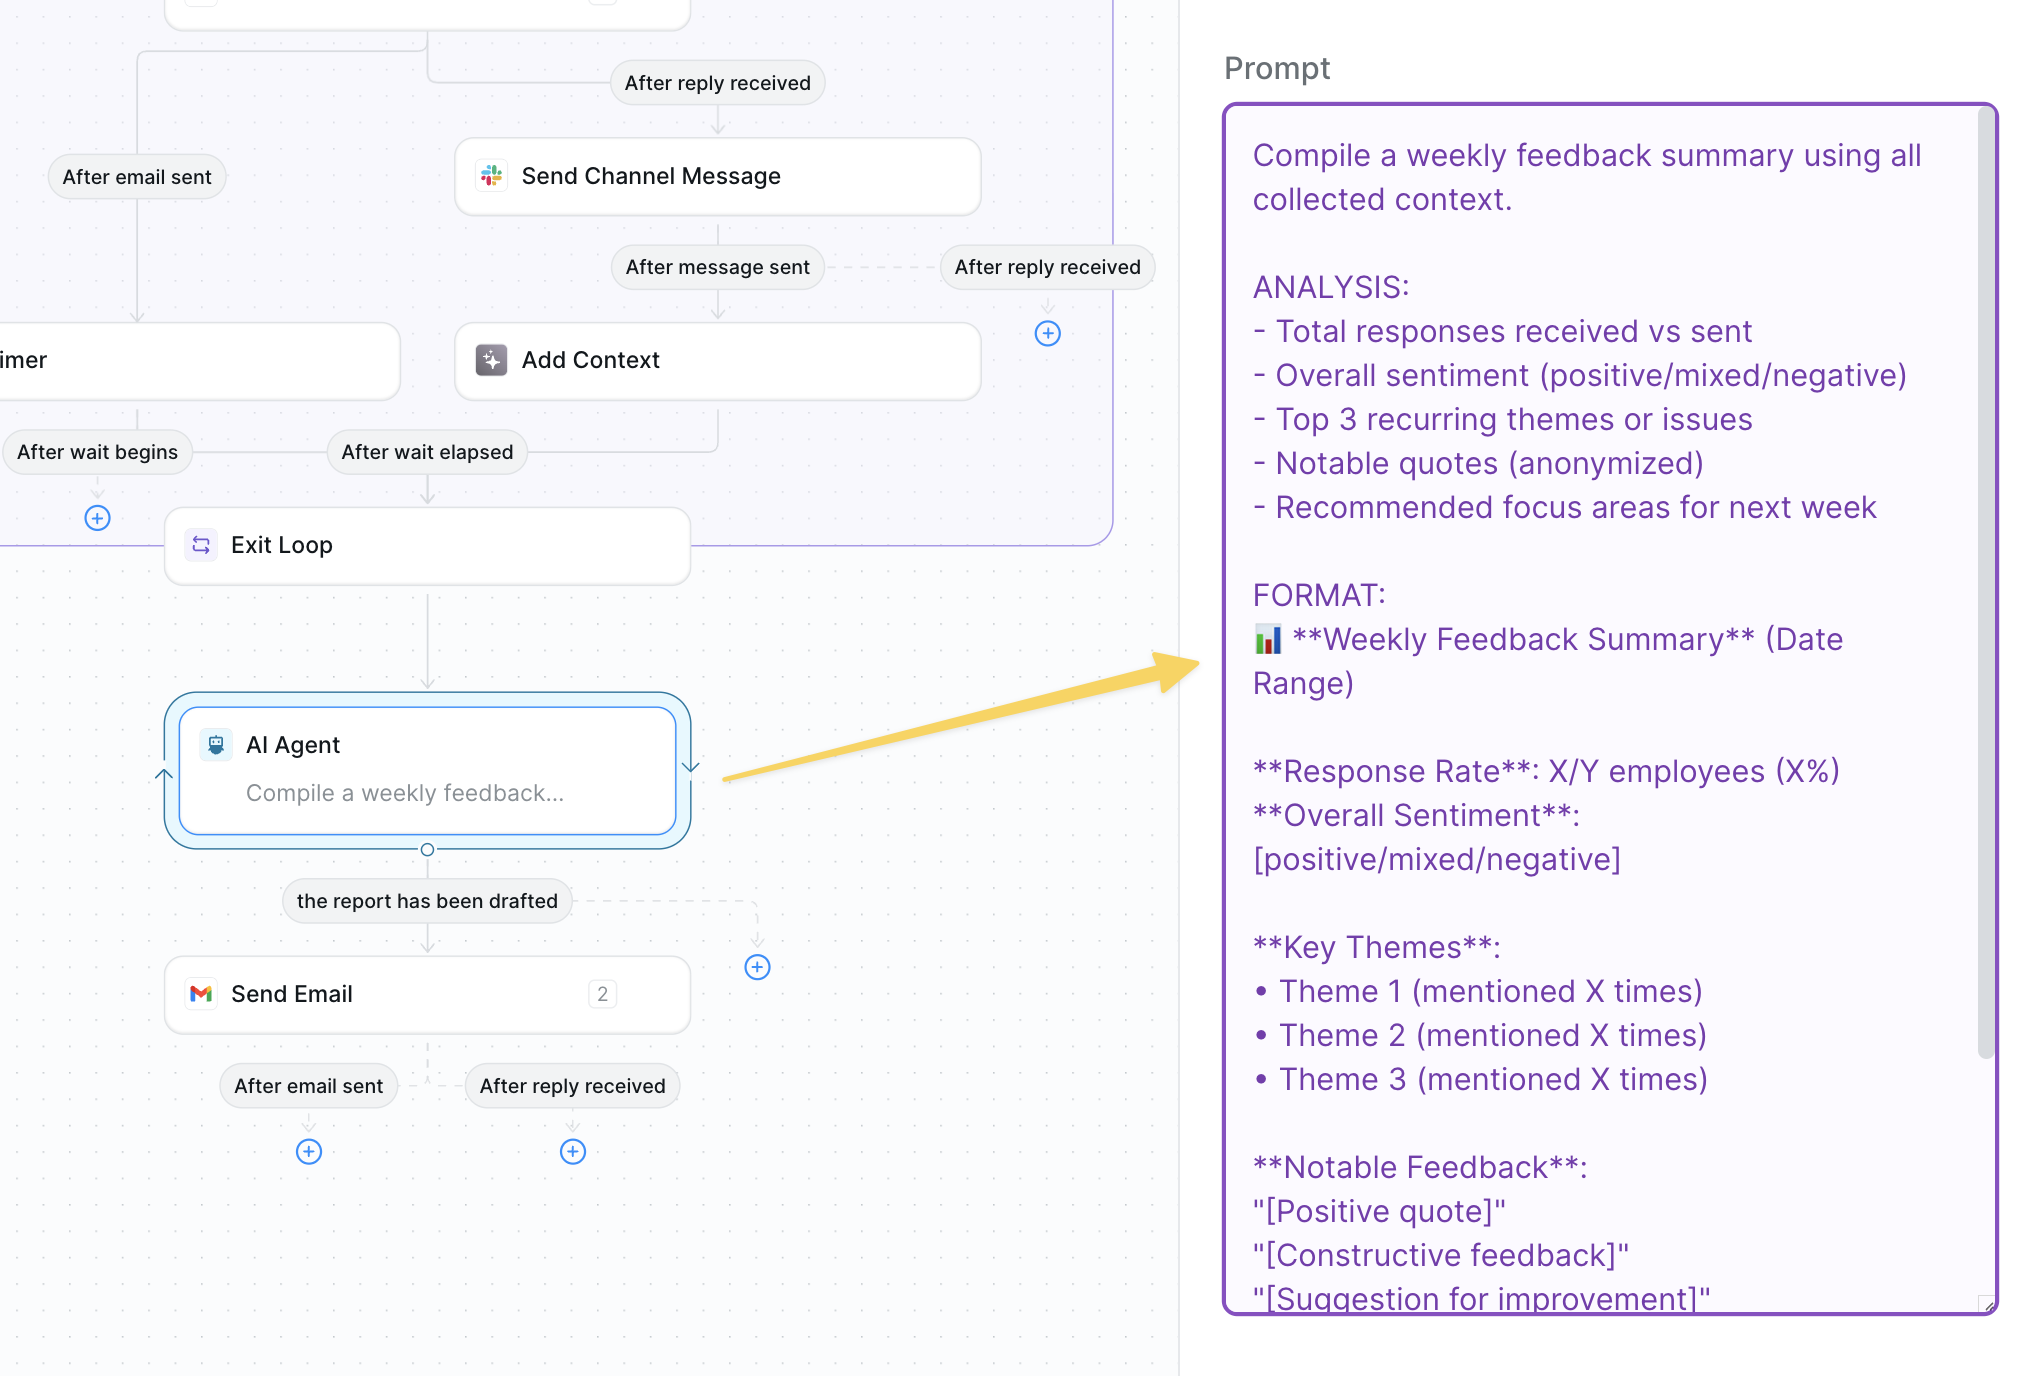 After reply received
After email sent
Send Channel Message
After message sent
After reply received
imer
Add Context
After wait begins
After wait elapsed
Exit Loop
AI Agent
Compile a weekly feedback...
the report has been drafted
Send Email
2
After email sent
After reply received
Prompt
Compile a weekly feedback summary using all
collected context.
ANALYSIS:
- Total responses received vs sent
- Overall sentiment (positive/mixed/negative)
- Top 3 recurring themes or issues
- Notable quotes (anonymized)
- Recommended focus areas for next week
FORMAT:
📊 **Weekly Feedback Summary** (Date
Range)
**Response Rate**: X/Y employees (X%)
**Overall Sentiment**:
[positive/mixed/negative]
**Key Themes**:
• Theme 1 (mentioned X times)
• Theme 2 (mentioned X times)
• Theme 3 (mentioned X times)
**Notable Feedback**:
"[Positive quote]"
"[Constructive feedback]"
"[Suggestion for improvement]"